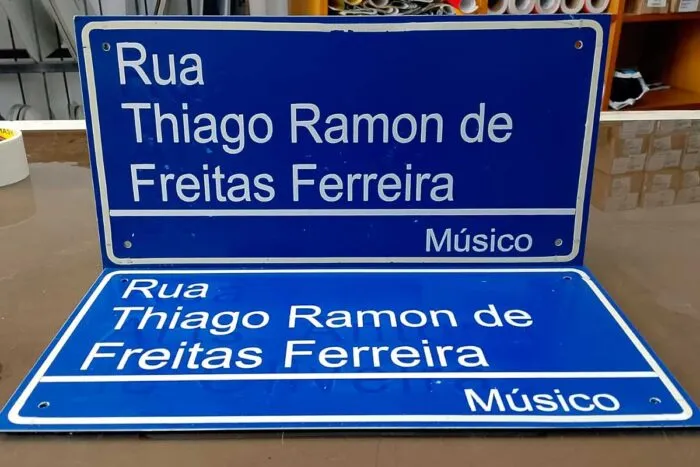 Rua
Thiago Ramon de
Freitas Ferreira
Músico
Rua
Thiago Ramon de
Freitas Ferreira
Músico